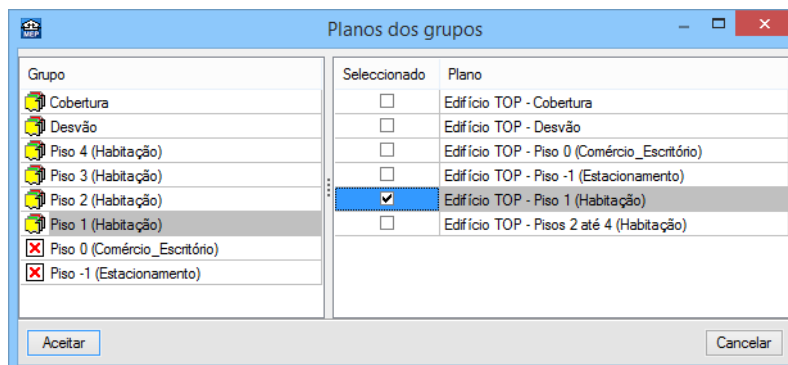 MEP
Planos dos grupos
Grupo
Cobertura
Desvão
Piso 4 (Habitação)
Piso 3 (Habitação)
Piso 2 (Habitação)
Piso 1 (Habitação)
Piso 0 (Comércio_Escritório)
Piso -1 (Estacionamento)
Seleccionado Plano
Edifício TOP - Cobertura
Edifício TOP - Desvão
Edifício TOP - Piso 0 (Comércio_Escritório)
Edifício TOP - Piso -1 (Estacionamento)
Edifício TOP - Piso 1 (Habitação)
Edifício TOP - Pisos 2 até 4 (Habitação)
Aceitar
Cancelar